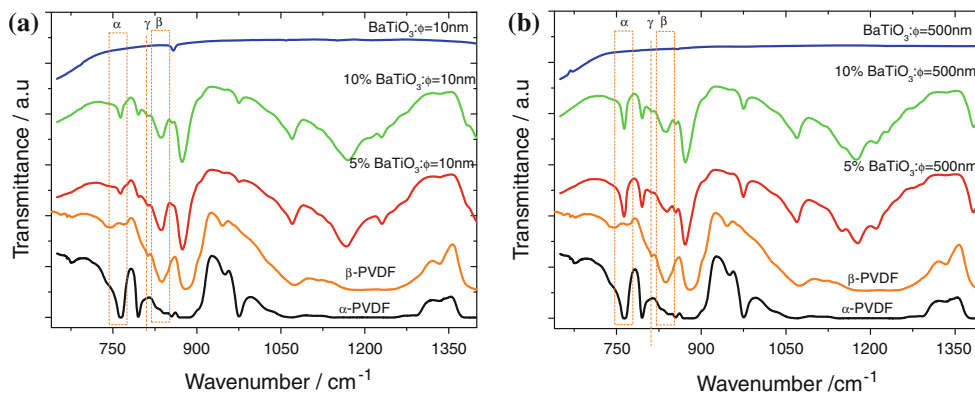 (a)
α
γ
β
BaTiO₃:ϕ=10nm
10% BaTiO₃:ϕ=10nm
5% BaTiO₃:ϕ=10nm
β-PVDF
α-PVDF
Transmittance / a.u
750
900
1050
1200
1350
Wavenumber / cm⁻¹
(b)
α
γ
β
BaTiO₃:ϕ=500nm
10% BaTiO₃:ϕ=500nm
5% BaTiO₃:ϕ=500nm
β-PVDF
α-PVDF
Transmittance / a.u
750
900
1050
1200
1350
Wavenumber /cm⁻¹